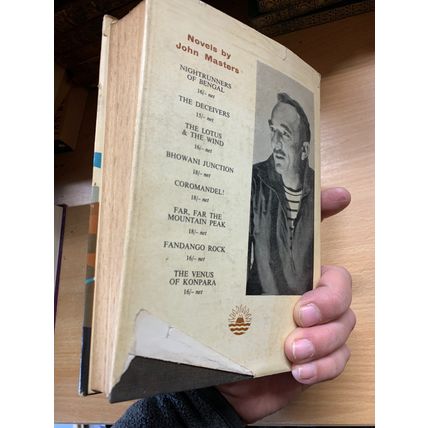 Novels by
John Masters
NIGHTRUNNERS
OF BENGAL
16/- net
THE DECEIVERS
15/- net
THE LOTUS
& THE WIND
16/- net
BHOWANI JUNCTION
18/- net
COROMANDEL!
18/- net
FAR, FAR THE
MOUNTAIN PEAK
18/- net
FANDANGO ROCK
16/- net
THE VENUS
OF KONPARA
16/- net